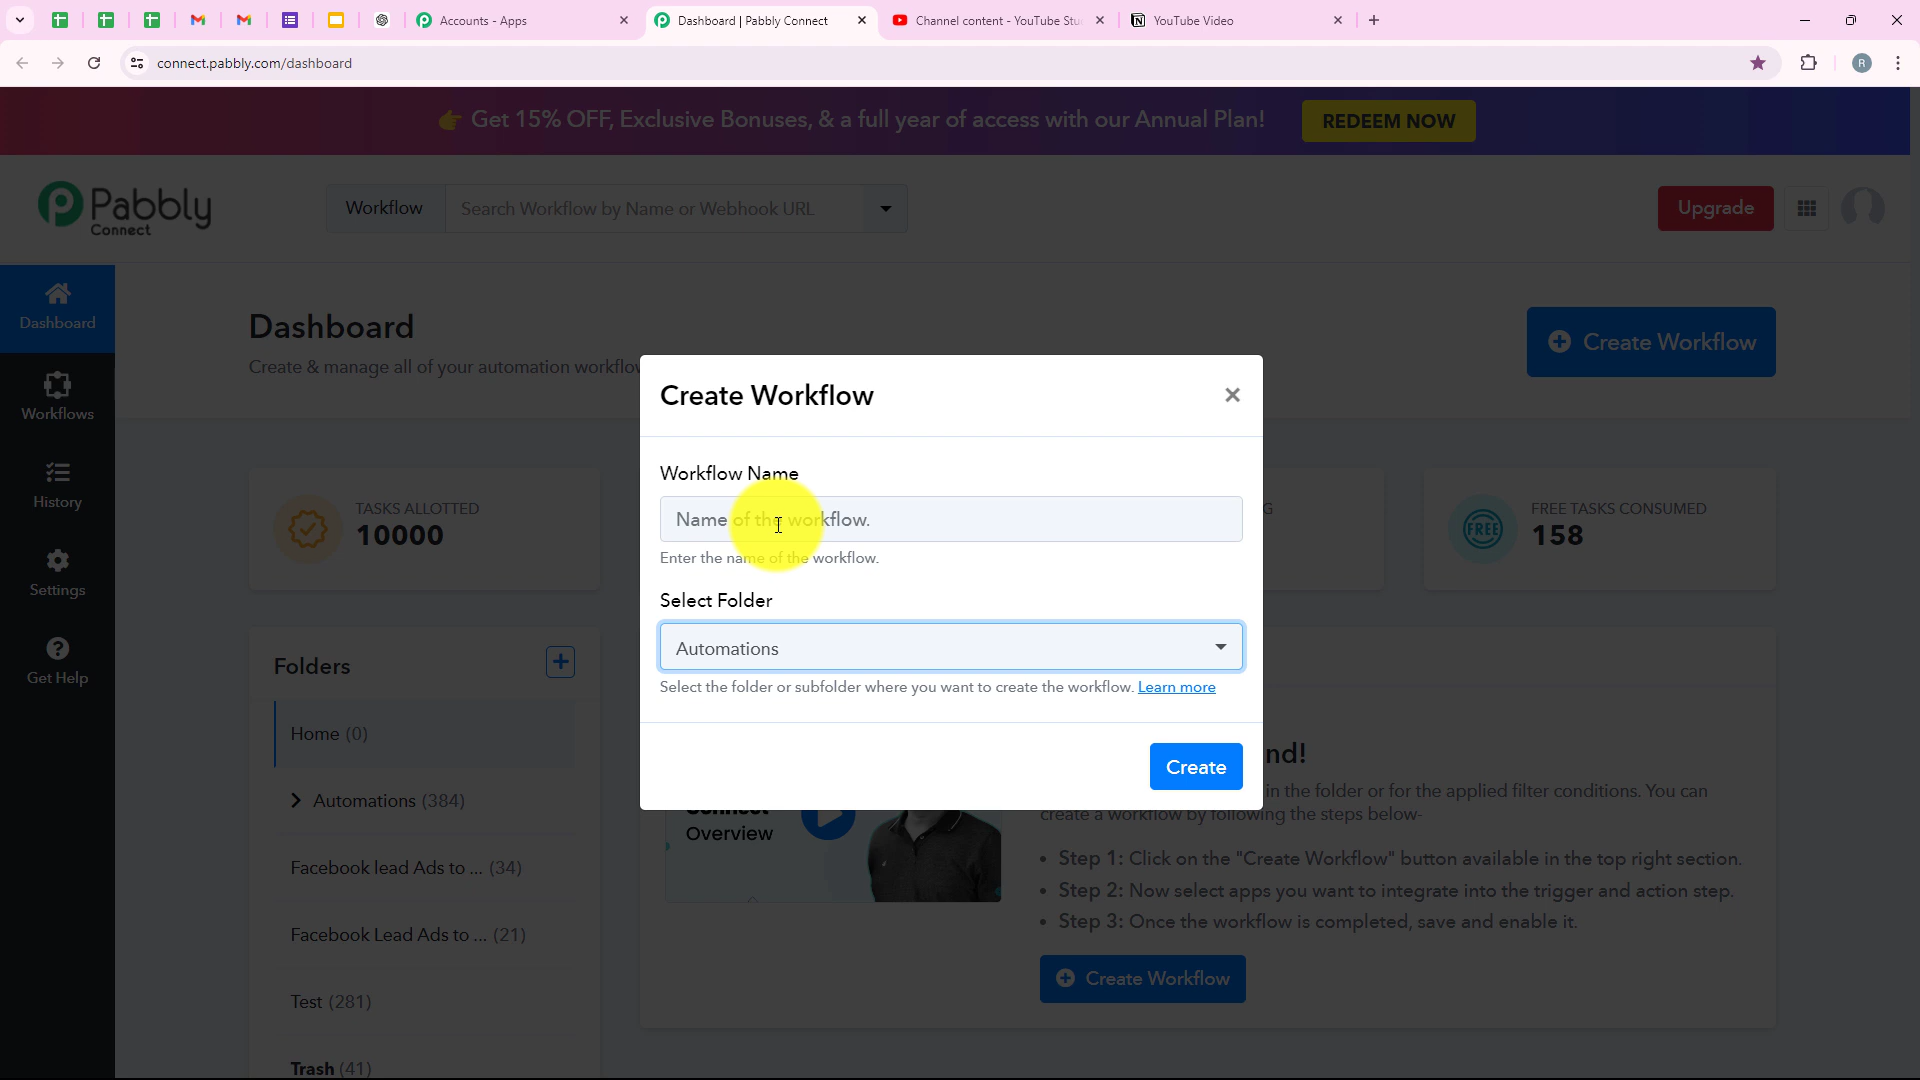 Accounts - Apps
Dashboard | Pabbly Connect
Channel content - YouTube Stu
YouTube Video
connect.pabbly.com/dashboard
R
👉 Get 15% OFF, Exclusive Bonuses, & a full year of access with our Annual Plan!
REDEEM NOW
Pabbly
Connect
Workflow
Search Workflow by Name or Webhook URL
Upgrade
Dashboard
Workflows
History
Settings
Get Help
Dashboard
Create & manage all of your automation workflow
Create Workflow
TASKS ALLOTTED
10000
G
FREE
FREE TASKS CONSUMED
158
Folders
Home (0)
Automations (384)
Facebook lead Ads to ... (34)
Facebook Lead Ads to ... (21)
Test (281)
Trash (41)
Create Workflow
Workflow Name
Name of the workflow.
Enter the name of the workflow.
Select Folder
Automations
Select the folder or subfolder where you want to create the workflow. Learn more
Create
Connect
Overview
nd!
in the folder or for the applied filter conditions. You can
create a workflow by following the steps below-
• Step 1: Click on the "Create Workflow" button available in the top right section.
• Step 2: Now select apps you want to integrate into the trigger and action step.
• Step 3: Once the workflow is completed, save and enable it.
Create Workflow